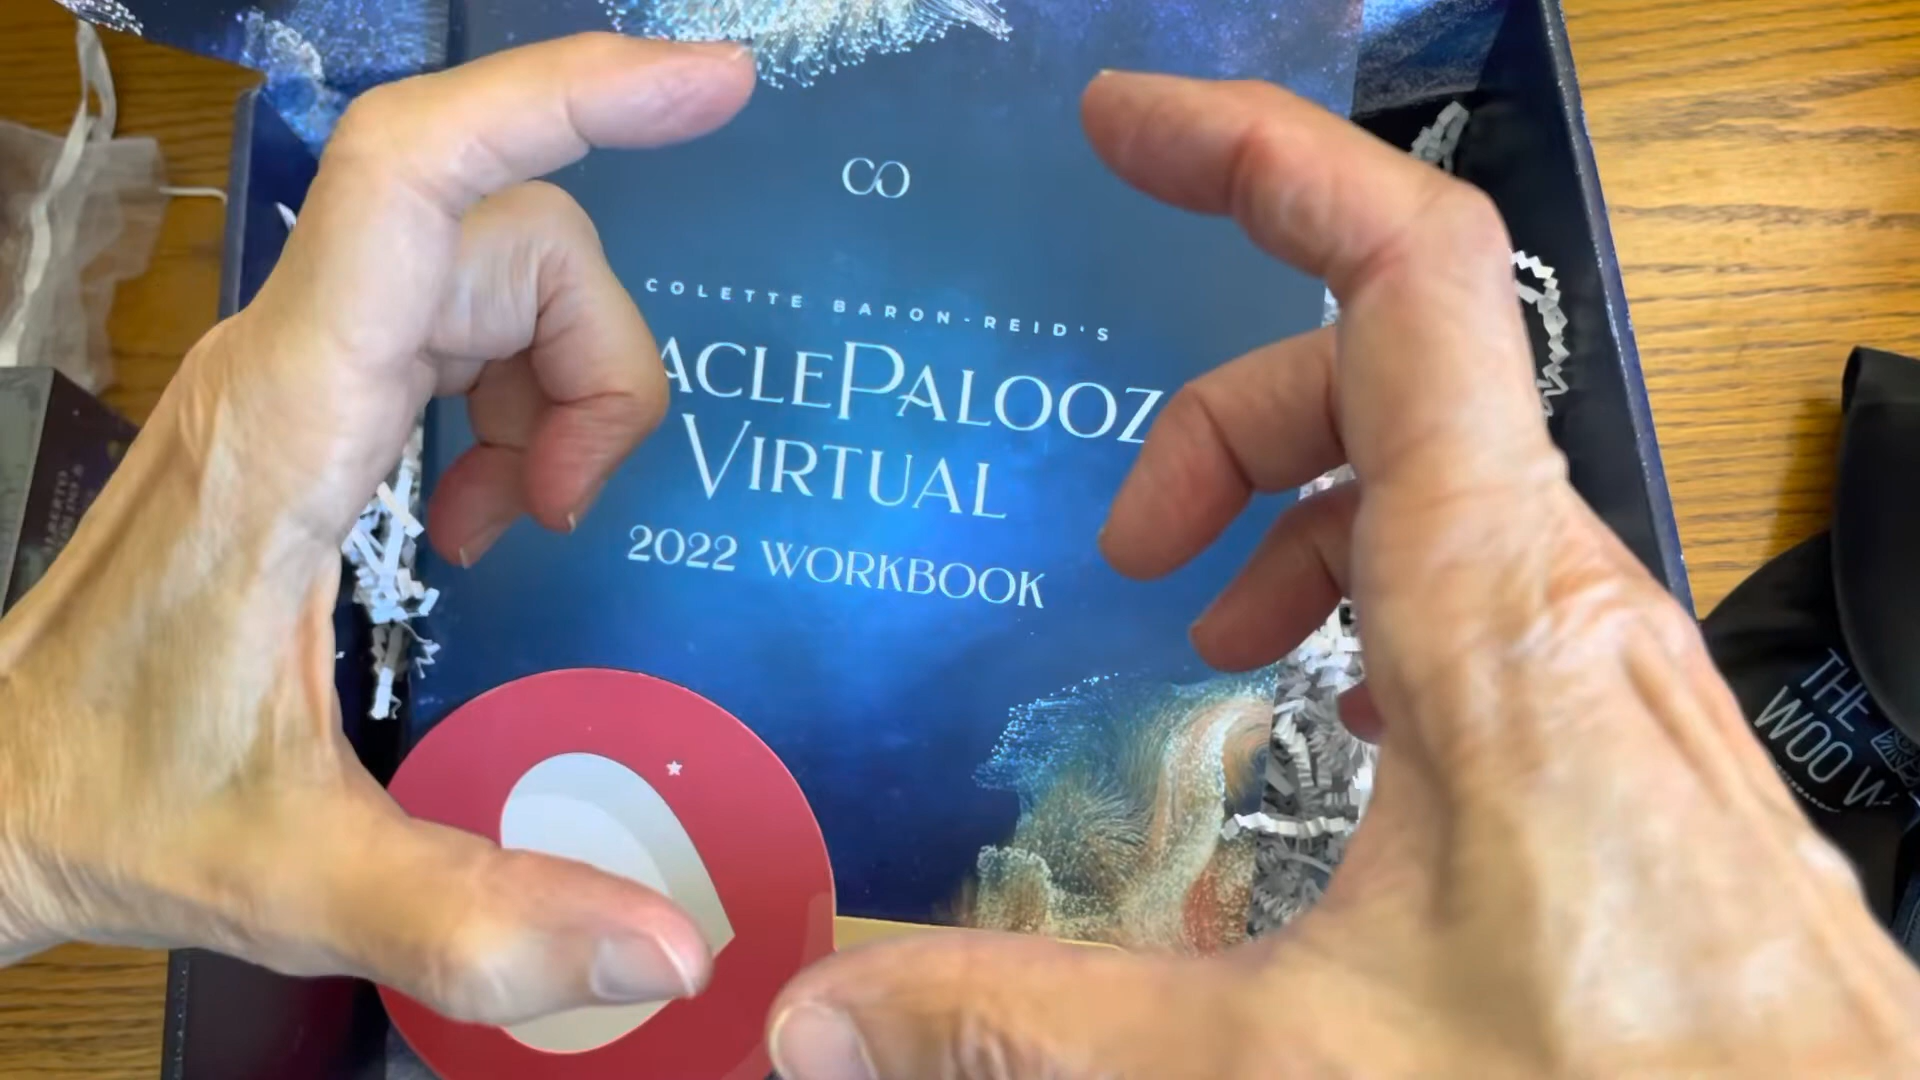 CO
COLETTE BARON-REID'S
ACLEPALOOZ
VIRTUAL
2022 WORKBOOK
THE
WOO W